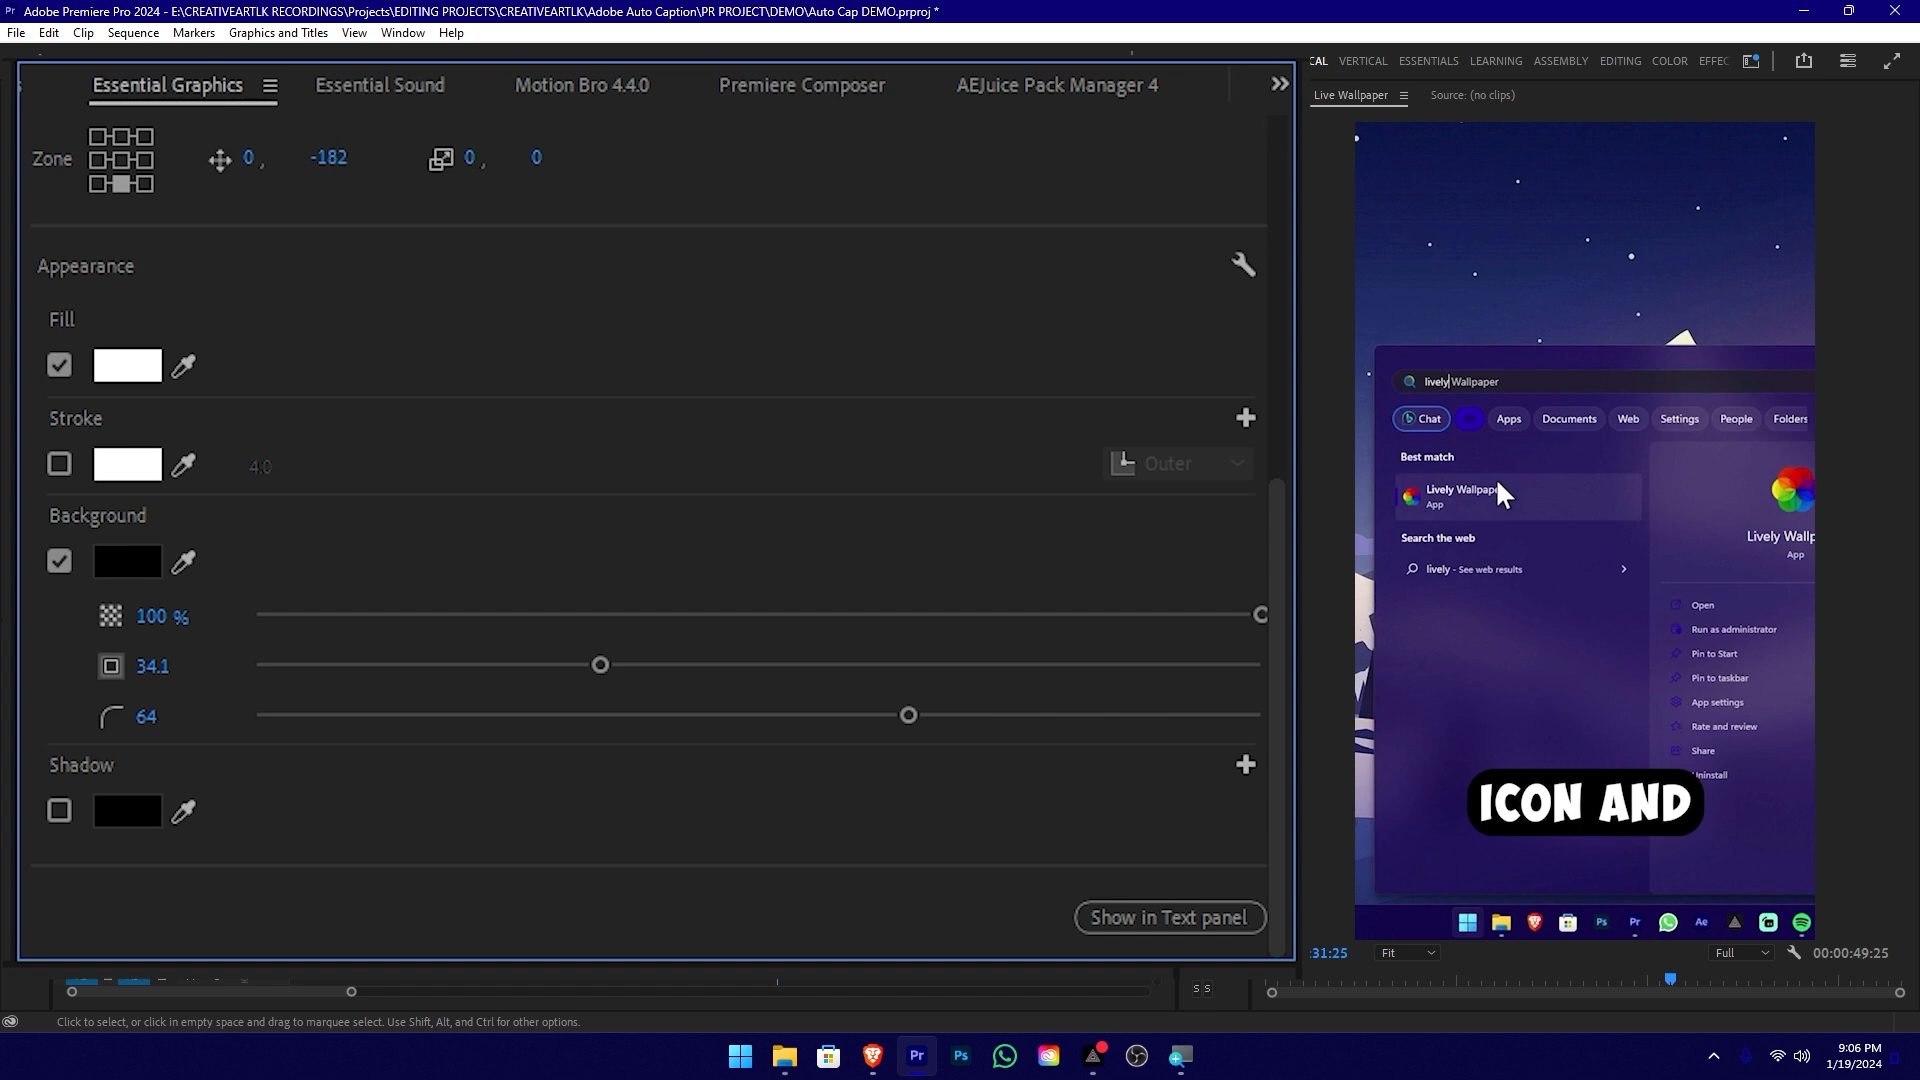 Pr Adobe Premiere Pro 2024 - E:\CREATIVEARTLK RECORDINGS\Projects\EDITING PROJECTS\CREATIVEARTLK\Adobe Auto Caption\PR PROJECT\DEMO\Auto Cap DEMO.prproj *
File Edit Clip Sequence Markers Graphics and Titles View Window Help
CAL VERTICAL ESSENTIALS LEARNING ASSEMBLY EDITING COLOR EFFEC
Essential Graphics Essential Sound Motion Bro 4.4.0 Premiere Composer AEJuice Pack Manager 4
Live Wallpaper Source: (no clips)
Zone 0, -182 0, 0
Appearance
Fill
Stroke
4.0 Outer
Background
100 %
34.1
64
Shadow
Show in Text panel
lively Wallpaper
Chat Apps Documents Web Settings People Folders
Best match
Lively Wallpape
App
Search the web
lively - See web results
Lively Wallp
App
Open
Run as administrator
Pin to Start
Pin to taskbar
App settings
Rate and review
Share
Uninstall
ICON AND
Ps Pr Ae
:31:25 Fit Full 00:00:49:25
S S
Click to select, or click in empty space and drag to marquee select. Use Shift, Alt, and Ctrl for other options.
Pr Ps
9:06 PM
1/19/2024